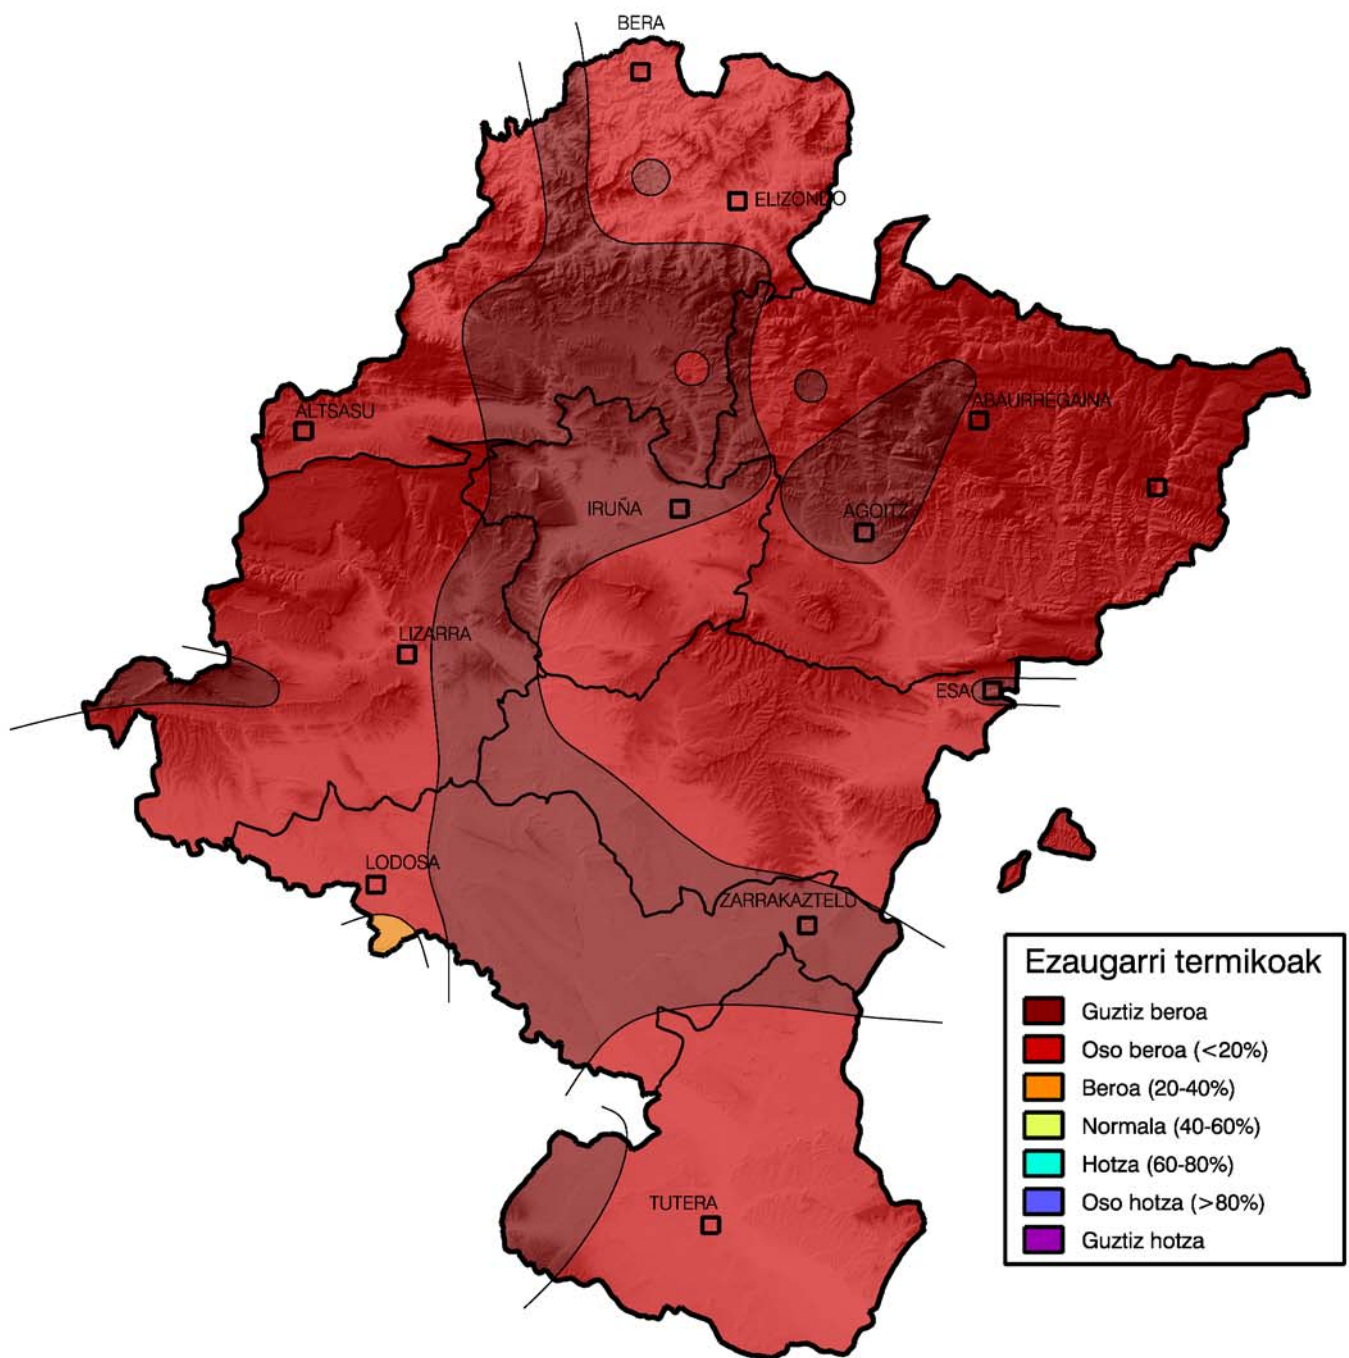 BERA
ELIZONDO
ALTSASU
ABAURREGAINA
IRUÑA
AGOITZ
LIZARRA
ESA
LODOSA
ZARRAKAZTELU
TUTERA
Ezaugarri termikoak
Guztiz beroa
Oso beroa (<20%)
Beroa (20-40%)
Normala (40-60%)
Hotza (60-80%)
Oso hotza (>80%)
Guztiz hotza